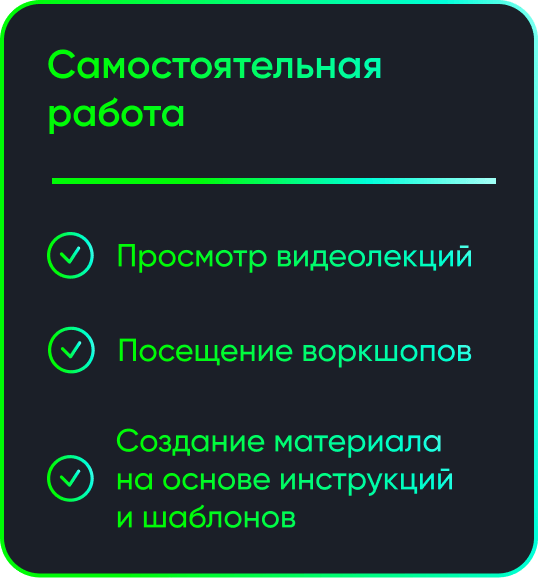 Самостоятельная
работа
Просмотр видеолекций
Посещение воркшопов
Создание материала
на основе инструкций
и шаблонов